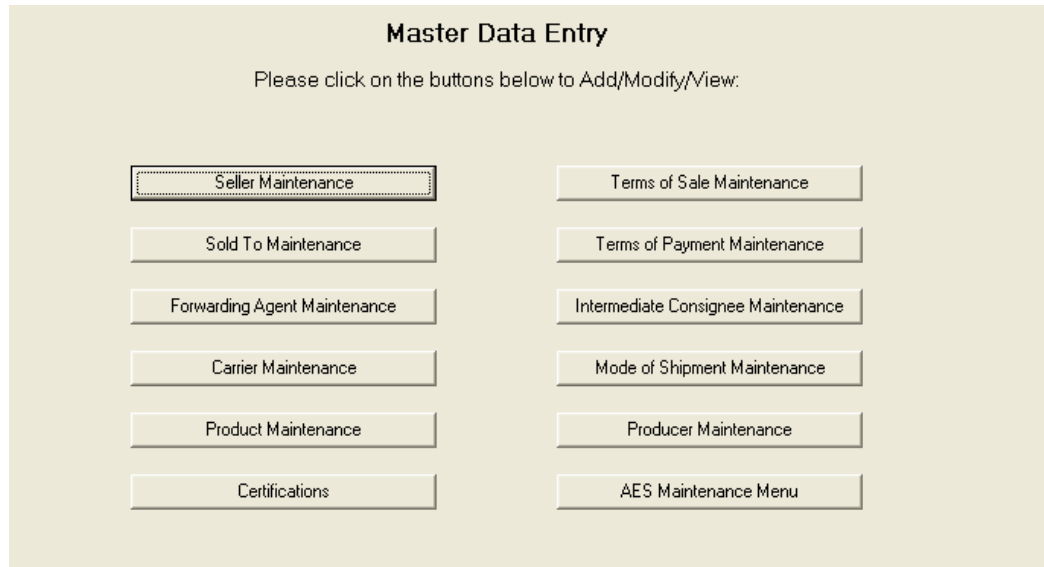 Master Data Entry
Please click on the buttons below to Add/Modify/View:
Seller Maintenance
Terms of Sale Maintenance
Sold To Maintenance
Terms of Payment Maintenance
Forwarding Agent Maintenance
Intermediate Consignee Maintenance
Carrier Maintenance
Mode of Shipment Maintenance
Product Maintenance
Producer Maintenance
Certifications
AES Maintenance Menu